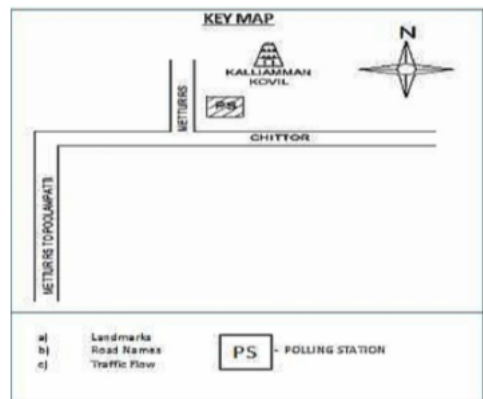 KEY MAP
N
KALLIAMMAN
KOVIL
PS
METTUR RS
CHITTOR
METTUR RS TO POOLAMPATTI
a) Landmarks
b) Road Names
c) Traffic Flow
PS - POLLING STATION